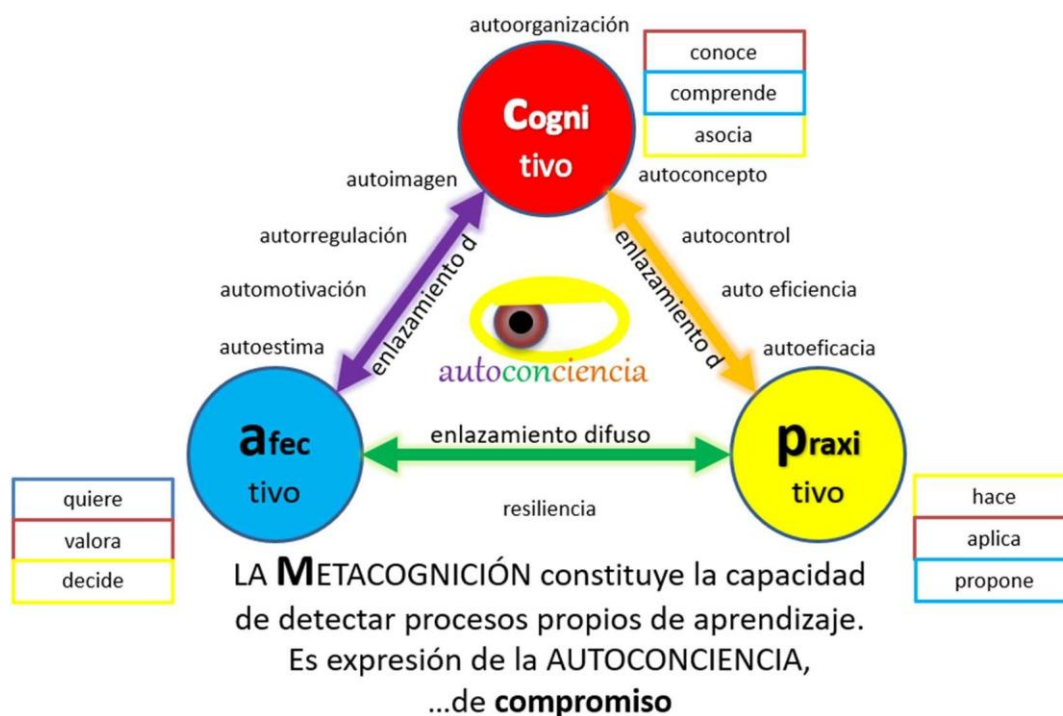 autoorganización
Cogni
tivo
conoce
comprende
asocia
autoimagen
autoconcepto
autorregulación
autocontrol
automotivación
auto eficiencia
autoestima
autoeficacia
enlazamiento d
enlazamiento d
autoconciencia
afec
tivo
enlazamiento difuso
praxi
tivo
resiliencia
quiere
valora
decide
hace
aplica
propone
LA METACOGNICIÓN constituye la capacidad
de detectar procesos propios de aprendizaje.
Es expresión de la AUTOCONCIENCIA,
...de compromiso